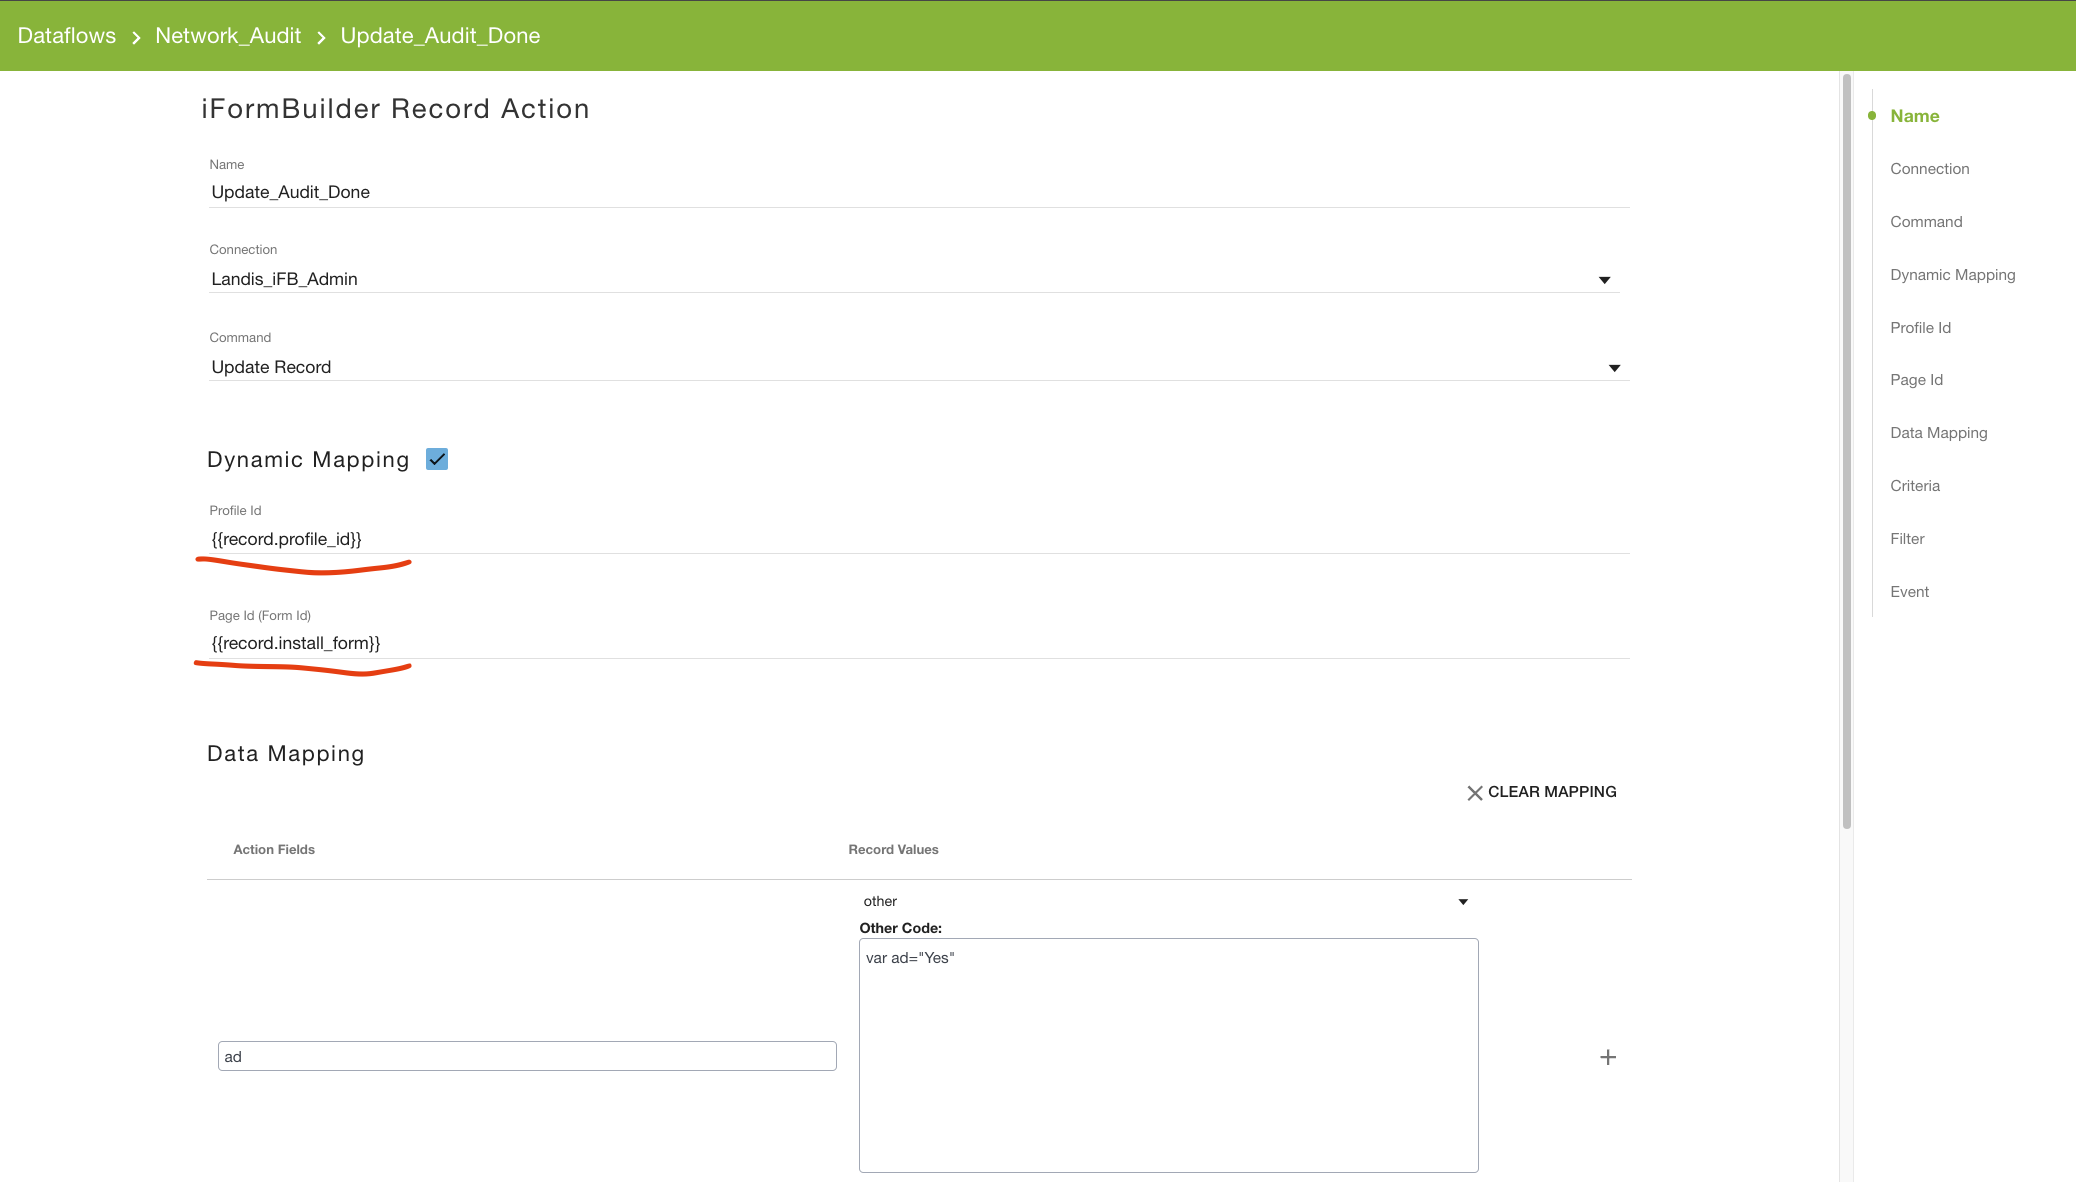 Dataflows > Network_Audit > Update_Audit_Done
iFormBuilder Record Action
Name
Update_Audit_Done
Connection
Landis_iFB_Admin
Command
Update Record
Dynamic Mapping
Profile Id
{{record.profile_id}}
Page Id (Form Id)
{{record.install_form}}
Data Mapping
CLEAR MAPPING
Action Fields
Record Values
other
Other Code:
var ad="Yes"
ad
Name
Connection
Command
Dynamic Mapping
Profile Id
Page Id
Data Mapping
Criteria
Filter
Event